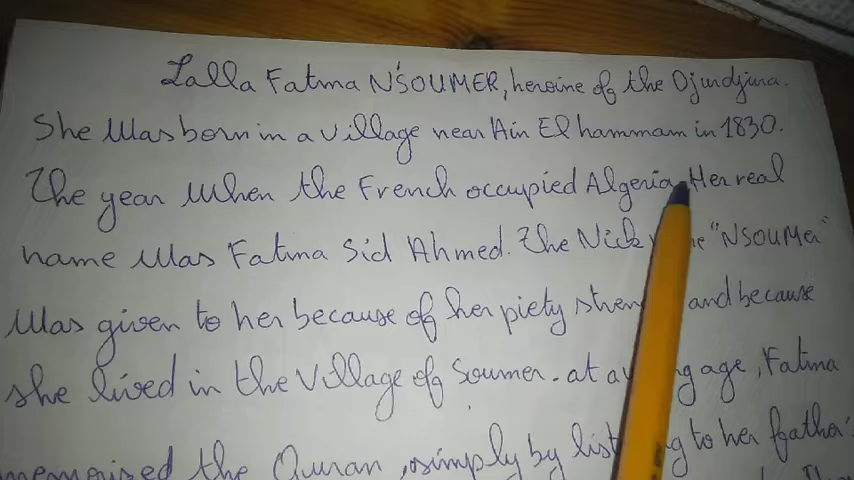 Lalla Fatma N'SOUMER, heroine of the Djurdjura.
She was born in a village near Ain El hammam in 1830.
The year when the French occupied Algeria. Her real
name was Fatma Sid Ahmed. The "NSOUMer"
was given to her because of her piety and because
she lived in the village of Soumer. at a age, Fatma
memorised the Quran, simply by to her father